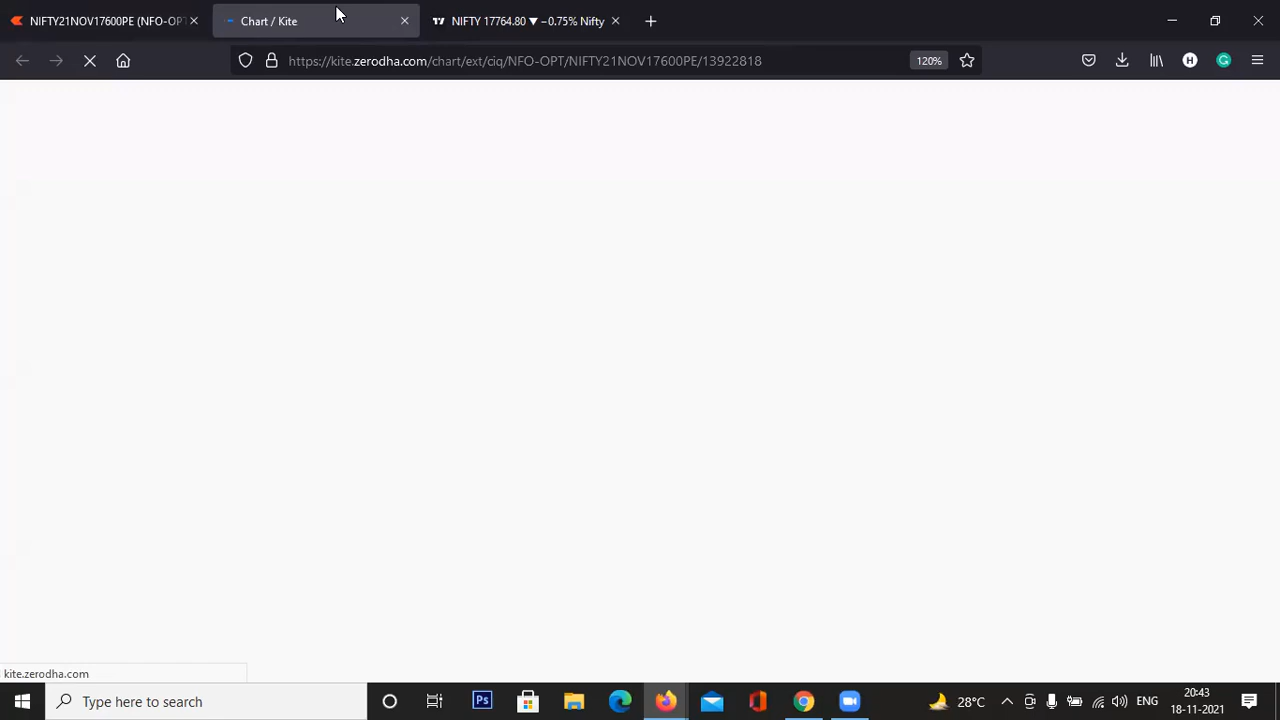 NIFTY21NOV17600PE (NFO-OP
Chart / Kite
NIFTY 17764.80 ▼ −0.75% Nifty
https://kite.zerodha.com/chart/ext/ciq/NFO-OPT/NIFTY21NOV17600PE/13922818
120%
H
kite.zerodha.com
Type here to search
Ps
28°C
ENG
20:43
18-11-2021